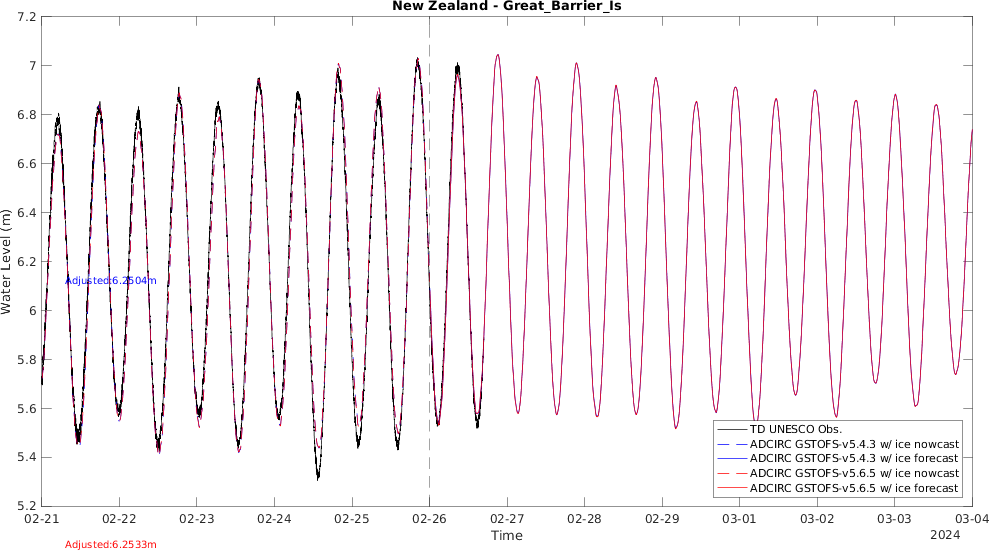 New Zealand - Great_Barrier_Is
7.2
7
6.8
6.6
6.4
6.2
6
5.8
5.6
5.4
5.2
Water Level (m)
Adjusted:6.2504m
TD UNESCO Obs.
ADCIRC GSTOFS-v5.4.3 w/ ice nowcast
ADCIRC GSTOFS-v5.4.3 w/ ice forecast
ADCIRC GSTOFS-v5.6.5 w/ ice nowcast
ADCIRC GSTOFS-v5.6.5 w/ ice forecast
02-21 02-22 02-23 02-24 02-25 02-26 02-27 02-28 02-29 03-01 03-02 03-03 03-04
Time
2024
Adjusted:6.2533m